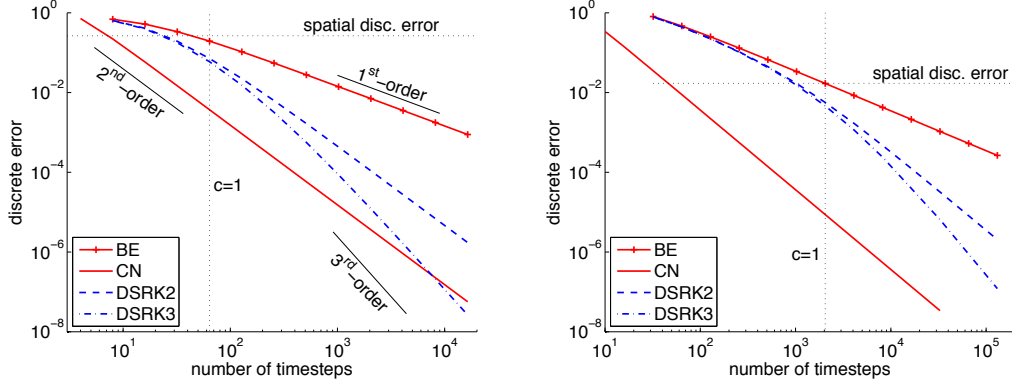 10^0
10^-2
10^-4
10^-6
10^-8
discrete error
spatial disc. error
2^nd-order
1^st-order
c=1
3^rd-order
BE
CN
DSRK2
DSRK3
10^1
10^2
10^3
10^4
number of timesteps
10^0
10^-2
10^-4
10^-6
10^-8
discrete error
spatial disc. error
c=1
BE
CN
DSRK2
DSRK3
10^1
10^2
10^3
10^4
10^5
number of timesteps